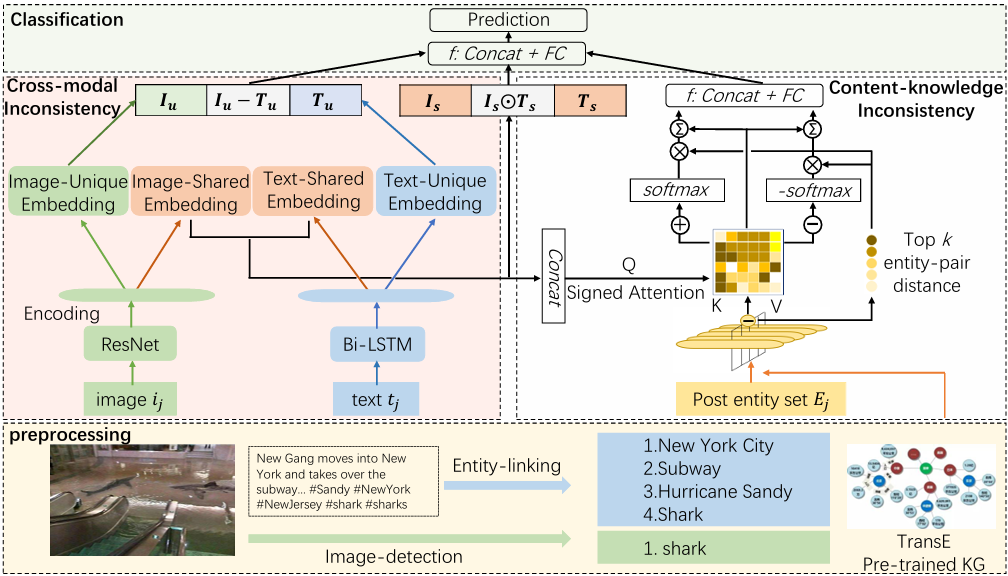 Classification
Prediction
f: Concat + FC
Cross-modal
Inconsistency
I_u
I_u − T_u
T_u
I_s
I_s⊙T_s
T_s
f: Concat + FC
Content-knowledge
Inconsistency
Σ
Σ
×
×
Image-Unique
Embedding
Image-Shared
Embedding
Text-Shared
Embedding
Text-Unique
Embedding
softmax
-softmax
+
−
Concat
Q
Signed Attention
K
V
Top k
entity-pair
distance
Encoding
ResNet
Bi-LSTM
−
image i_j
text t_j
Post entity set E_j
preprocessing
New Gang moves into New
York and takes over the
subway... #Sandy #NewYork
#NewJersey #shark #sharks
Entity-linking
Image-detection
1.New York City
2.Subway
3.Hurricane Sandy
4.Shark
1. shark
TransE
Pre-trained KG